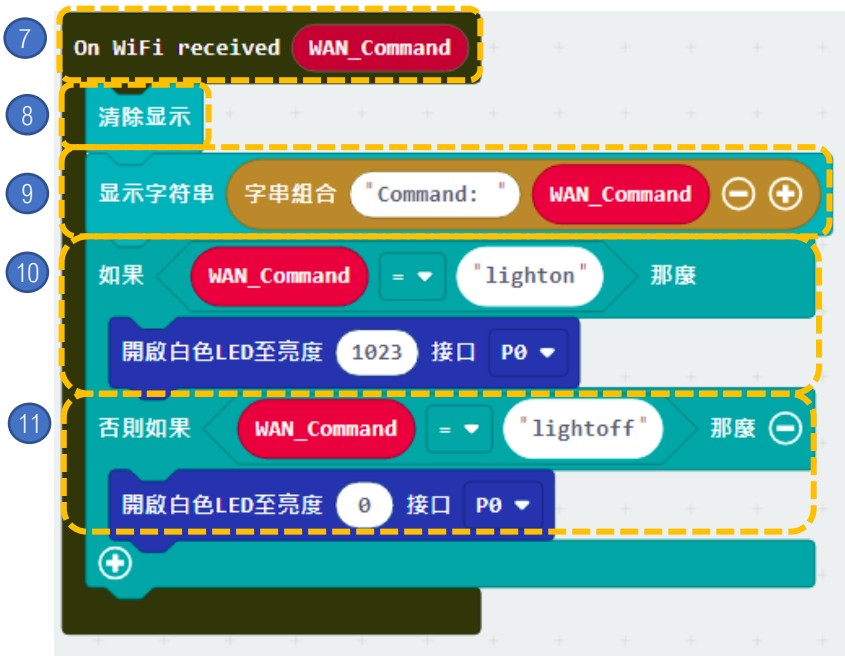 7
On WiFi received WAN_Command
8
清除显示
9
显示字符串 字串組合 "Command: " WAN_Command
10
如果 WAN_Command = "lighton" 那麼
開啟白色LED至亮度 1023 接口 P0
11
否則如果 WAN_Command = "lightoff" 那麼
開啟白色LED至亮度 0 接口 P0